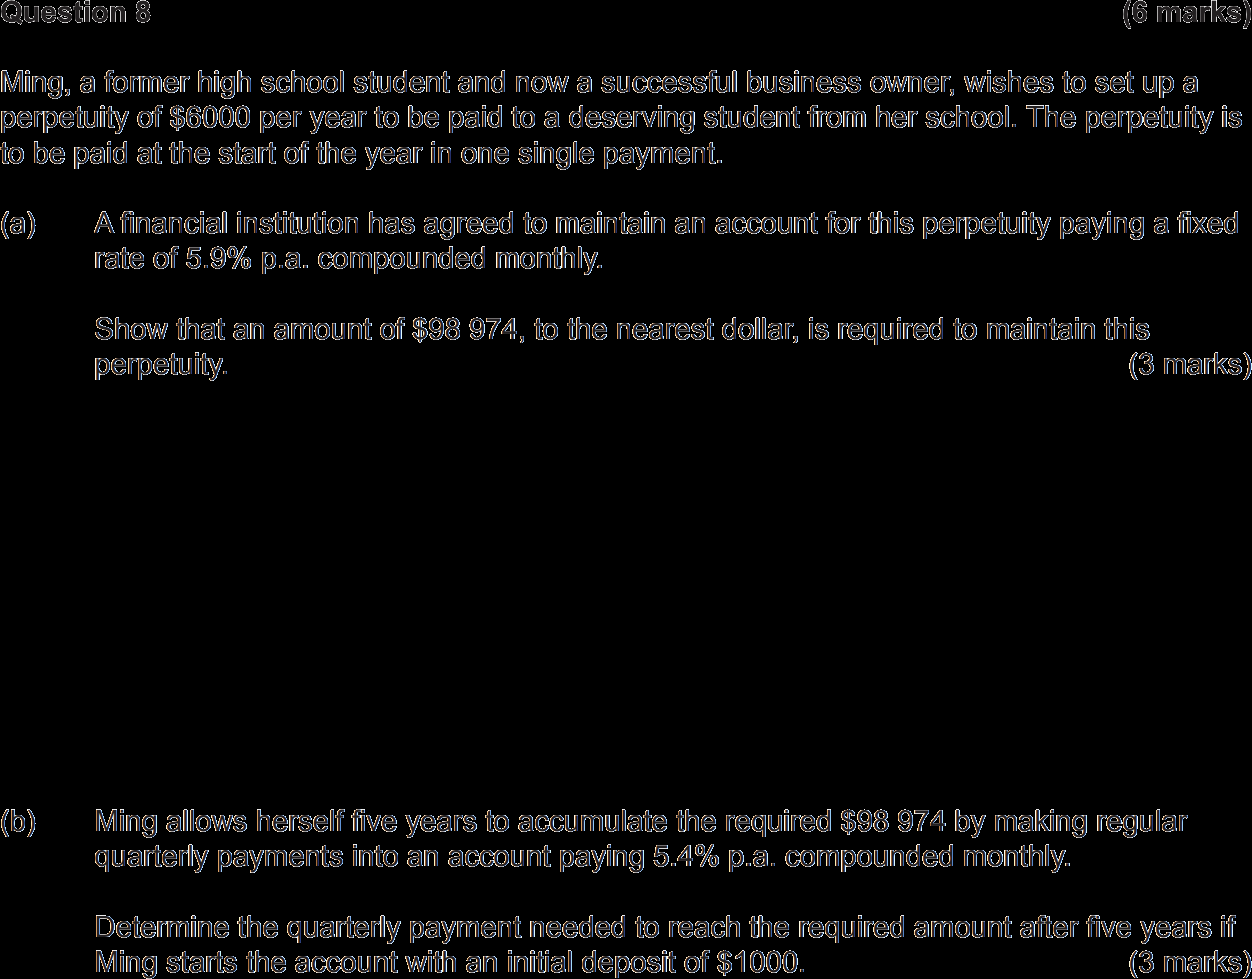 Question 8 (6 marks)
Ming, a former high school student and now a successful business owner, wishes to set up a
perpetuity of $6000 per year to be paid to a deserving student from her school. The perpetuity is
to be paid at the start of the year in one single payment.
(a) A financial institution has agreed to maintain an account for this perpetuity paying a fixed
rate of 5.9% p.a. compounded monthly.
Show that an amount of $98 974, to the nearest dollar, is required to maintain this
perpetuity. (3 marks)
(b) Ming allows herself five years to accumulate the required $98 974 by making regular
quarterly payments into an account paying 5.4% p.a. compounded monthly.
Determine the quarterly payment needed to reach the required amount after five years if
Ming starts the account with an initial deposit of $1000. (3 marks)